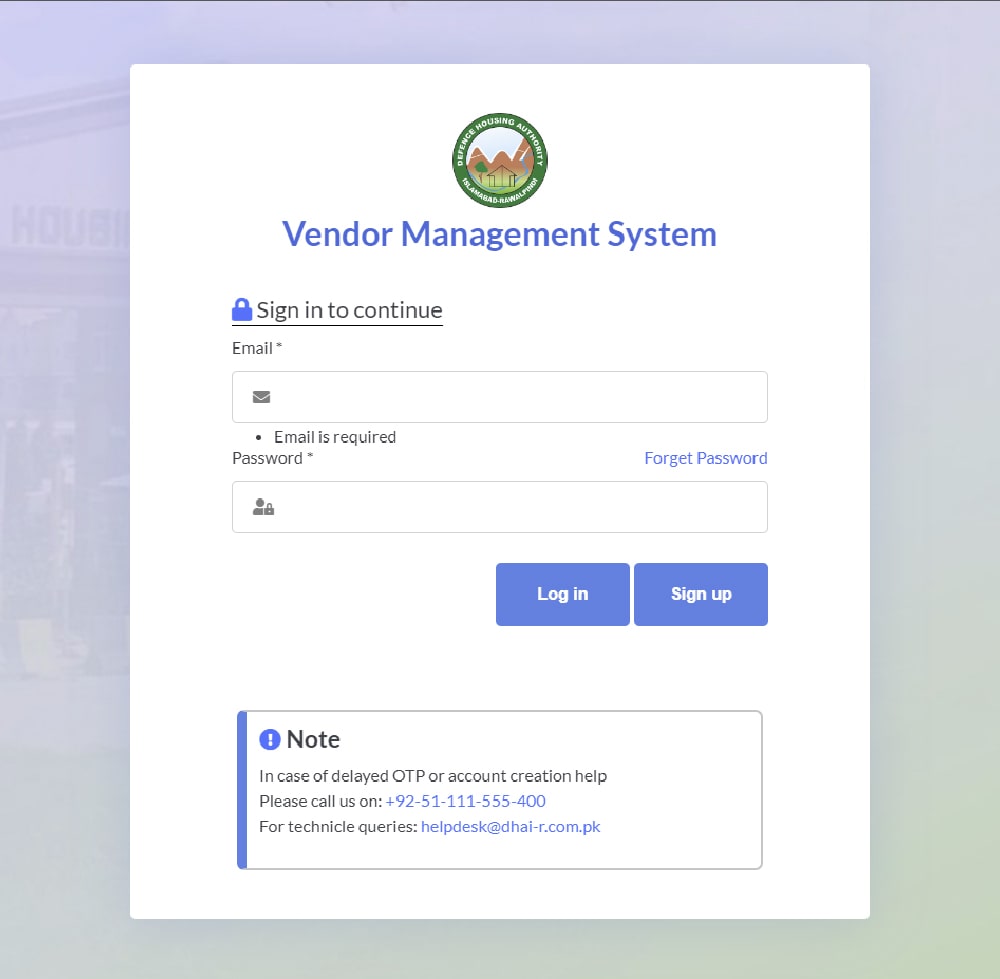 DEFENCE HOUSING AUTHORITY
ISLAMABAD-RAWALPINDI
Vendor Management System
Sign in to continue
Email *
• Email is required
Password * Forget Password
Log in Sign up
Note
In case of delayed OTP or account creation help
Please call us on: +92-51-111-555-400
For technicle queries: helpdesk@dhai-r.com.pk